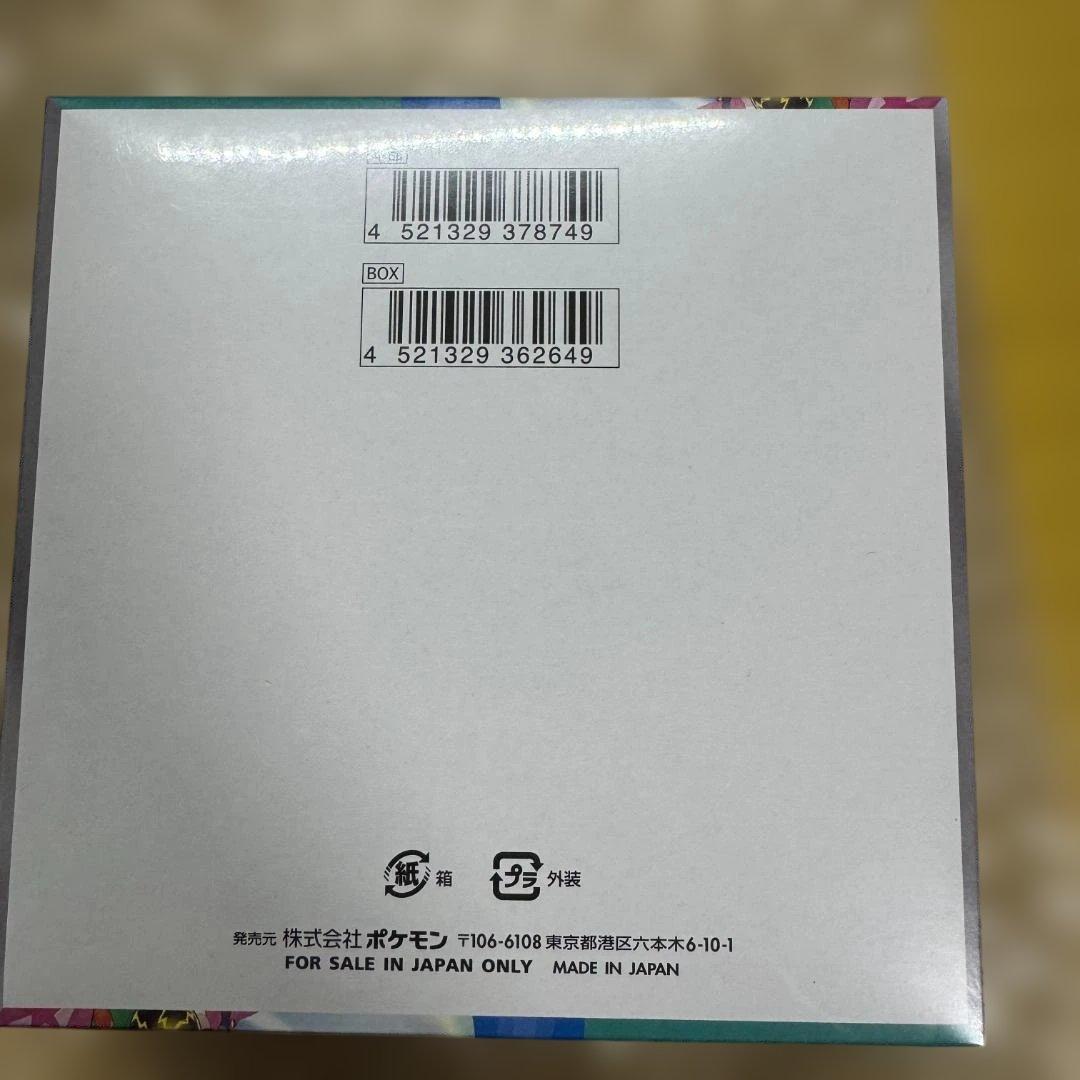 4 521329 378749
BOX
4 521329 362649
紙 箱 プラ 外装
発売元 株式会社 ポケモン 〒106-6108 東京都港区六本木6-10-1
FOR SALE IN JAPAN ONLY MADE IN JAPAN